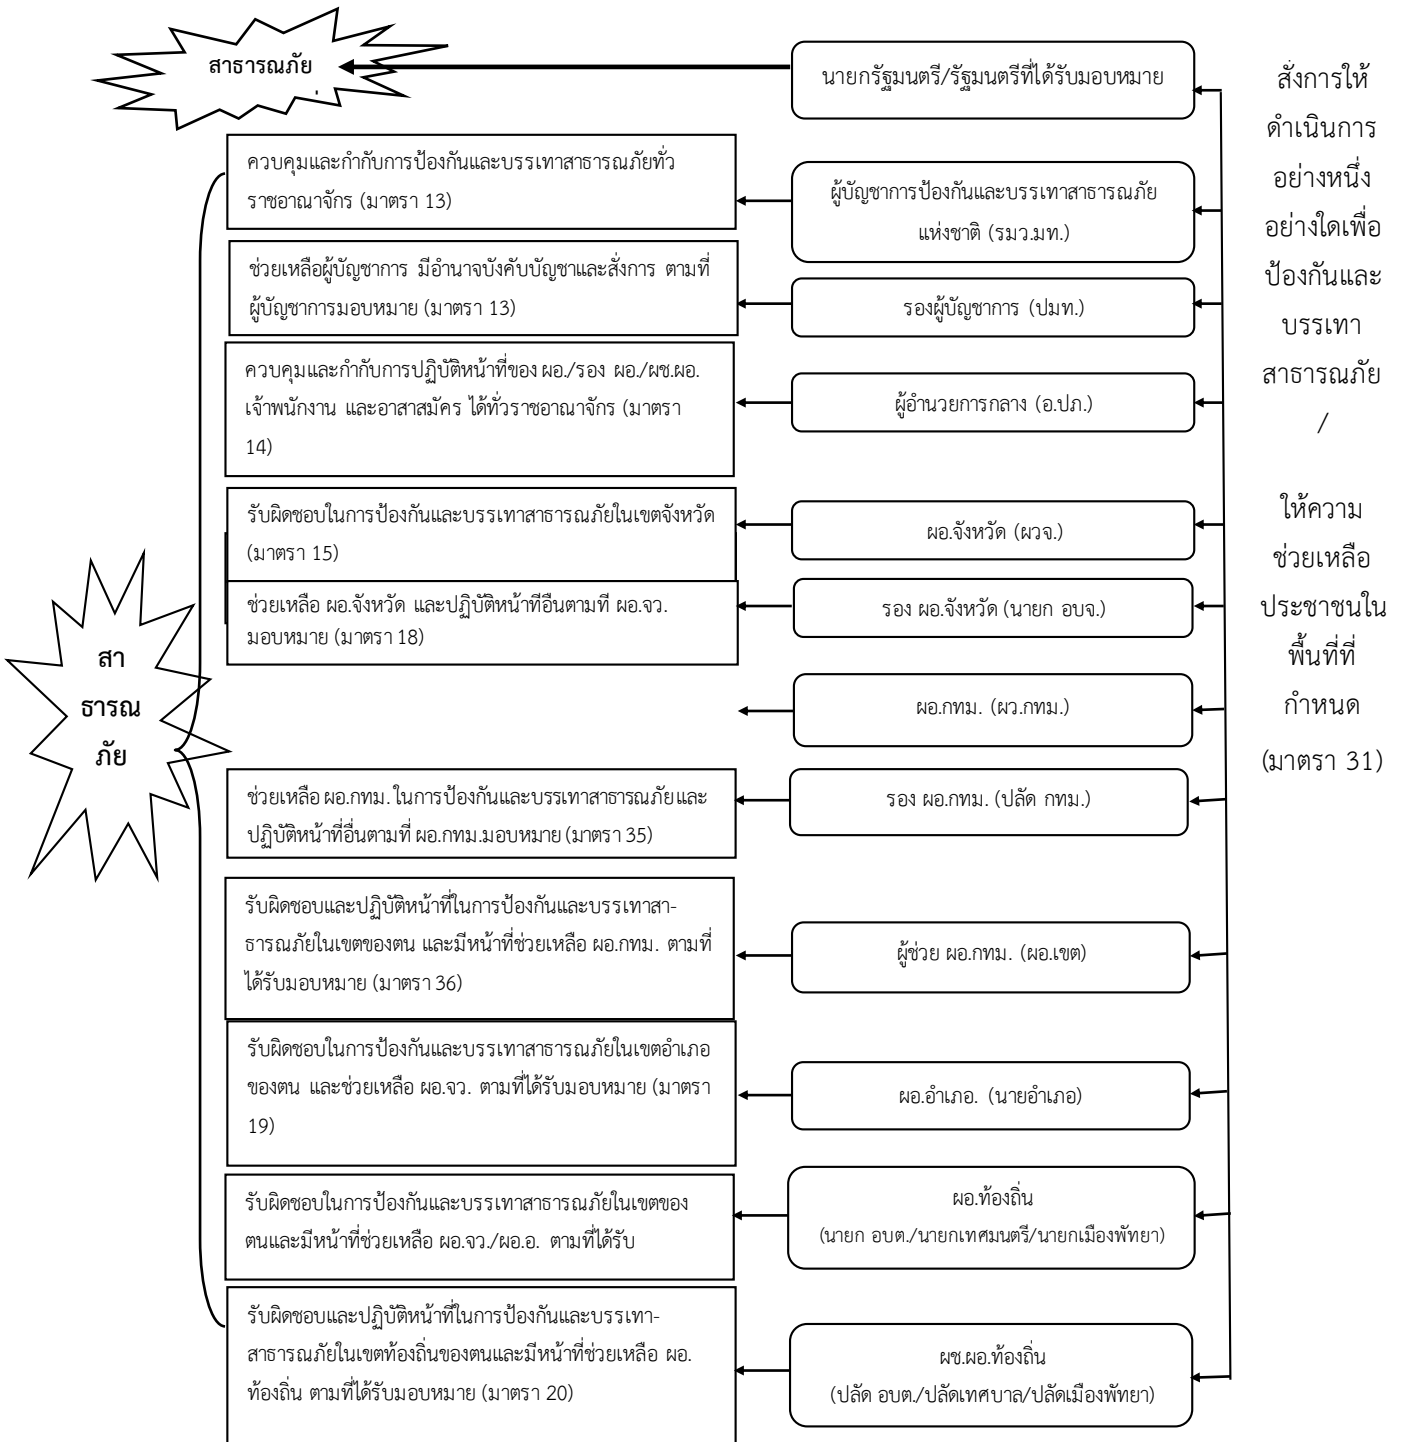 สาธารณภัย
นายกรัฐมนตรี/รัฐมนตรีที่ได้รับมอบหมาย
ควบคุมและกำกับการป้องกันและบรรเทาสาธารณภัยทั่ว
ราชอาณาจักร (มาตรา 13)
ผู้บัญชาการป้องกันและบรรเทาสาธารณภัย
แห่งชาติ (รมว.มท.)
ช่วยเหลือผู้บัญชาการ มีอำนาจบังคับบัญชาและสั่งการ ตามที่
ผู้บัญชาการมอบหมาย (มาตรา 13)
รองผู้บัญชาการ (ปมท.)
ควบคุมและกำกับการปฏิบัติหน้าที่ของ ผอ./รอง ผอ./ผช.ผอ.
เจ้าพนักงาน และอาสาสมัคร ได้ทั่วราชอาณาจักร (มาตรา
14)
ผู้อำนวยการกลาง (อ.ปภ.)
รับผิดชอบในการป้องกันและบรรเทาสาธารณภัยในเขตจังหวัด
(มาตรา 15)
ผอ.จังหวัด (ผวจ.)
ช่วยเหลือ ผอ.จังหวัด และปฏิบัติหน้าที่อื่นตามที่ ผอ.จว.
มอบหมาย (มาตรา 18)
รอง ผอ.จังหวัด (นายก อบจ.)
ผอ.กทม. (ผว.กทม.)
ช่วยเหลือ ผอ.กทม. ในการป้องกันและบรรเทาสาธารณภัยและ
ปฏิบัติหน้าที่อื่นตามที่ ผอ.กทม.มอบหมาย (มาตรา 35)
รอง ผอ.กทม. (ปลัด กทม.)
รับผิดชอบและปฏิบัติหน้าที่ในการป้องกันและบรรเทาสา-
ธารณภัยในเขตของตน และมีหน้าที่ช่วยเหลือ ผอ.กทม. ตามที่
ได้รับมอบหมาย (มาตรา 36)
ผู้ช่วย ผอ.กทม. (ผอ.เขต)
รับผิดชอบในการป้องกันและบรรเทาสาธารณภัยในเขตอำเภอ
ของตน และช่วยเหลือ ผอ.จว. ตามที่ได้รับมอบหมาย (มาตรา
19)
ผอ.อำเภอ. (นายอำเภอ)
รับผิดชอบในการป้องกันและบรรเทาสาธารณภัยในเขตของ
ตนและมีหน้าที่ช่วยเหลือ ผอ.จว./ผอ.อ. ตามที่ได้รับ
ผอ.ท้องถิ่น
(นายก อบต./นายกเทศมนตรี/นายกเมืองพัทยา)
รับผิดชอบและปฏิบัติหน้าที่ในการป้องกันและบรรเทา-
สาธารณภัยในเขตท้องถิ่นของตนและมีหน้าที่ช่วยเหลือ ผอ.
ท้องถิ่น ตามที่ได้รับมอบหมาย (มาตรา 20)
ผช.ผอ.ท้องถิ่น
(ปลัด อบต./ปลัดเทศบาล/ปลัดเมืองพัทยา)
สา
ธารณ
ภัย
สั่งการให้
ดำเนินการ
อย่างหนึ่ง
อย่างใดเพื่อ
ป้องกันและ
บรรเทา
สาธารณภัย
/
ให้ความ
ช่วยเหลือ
ประชาชนใน
พื้นที่ที่
กำหนด
(มาตรา 31)